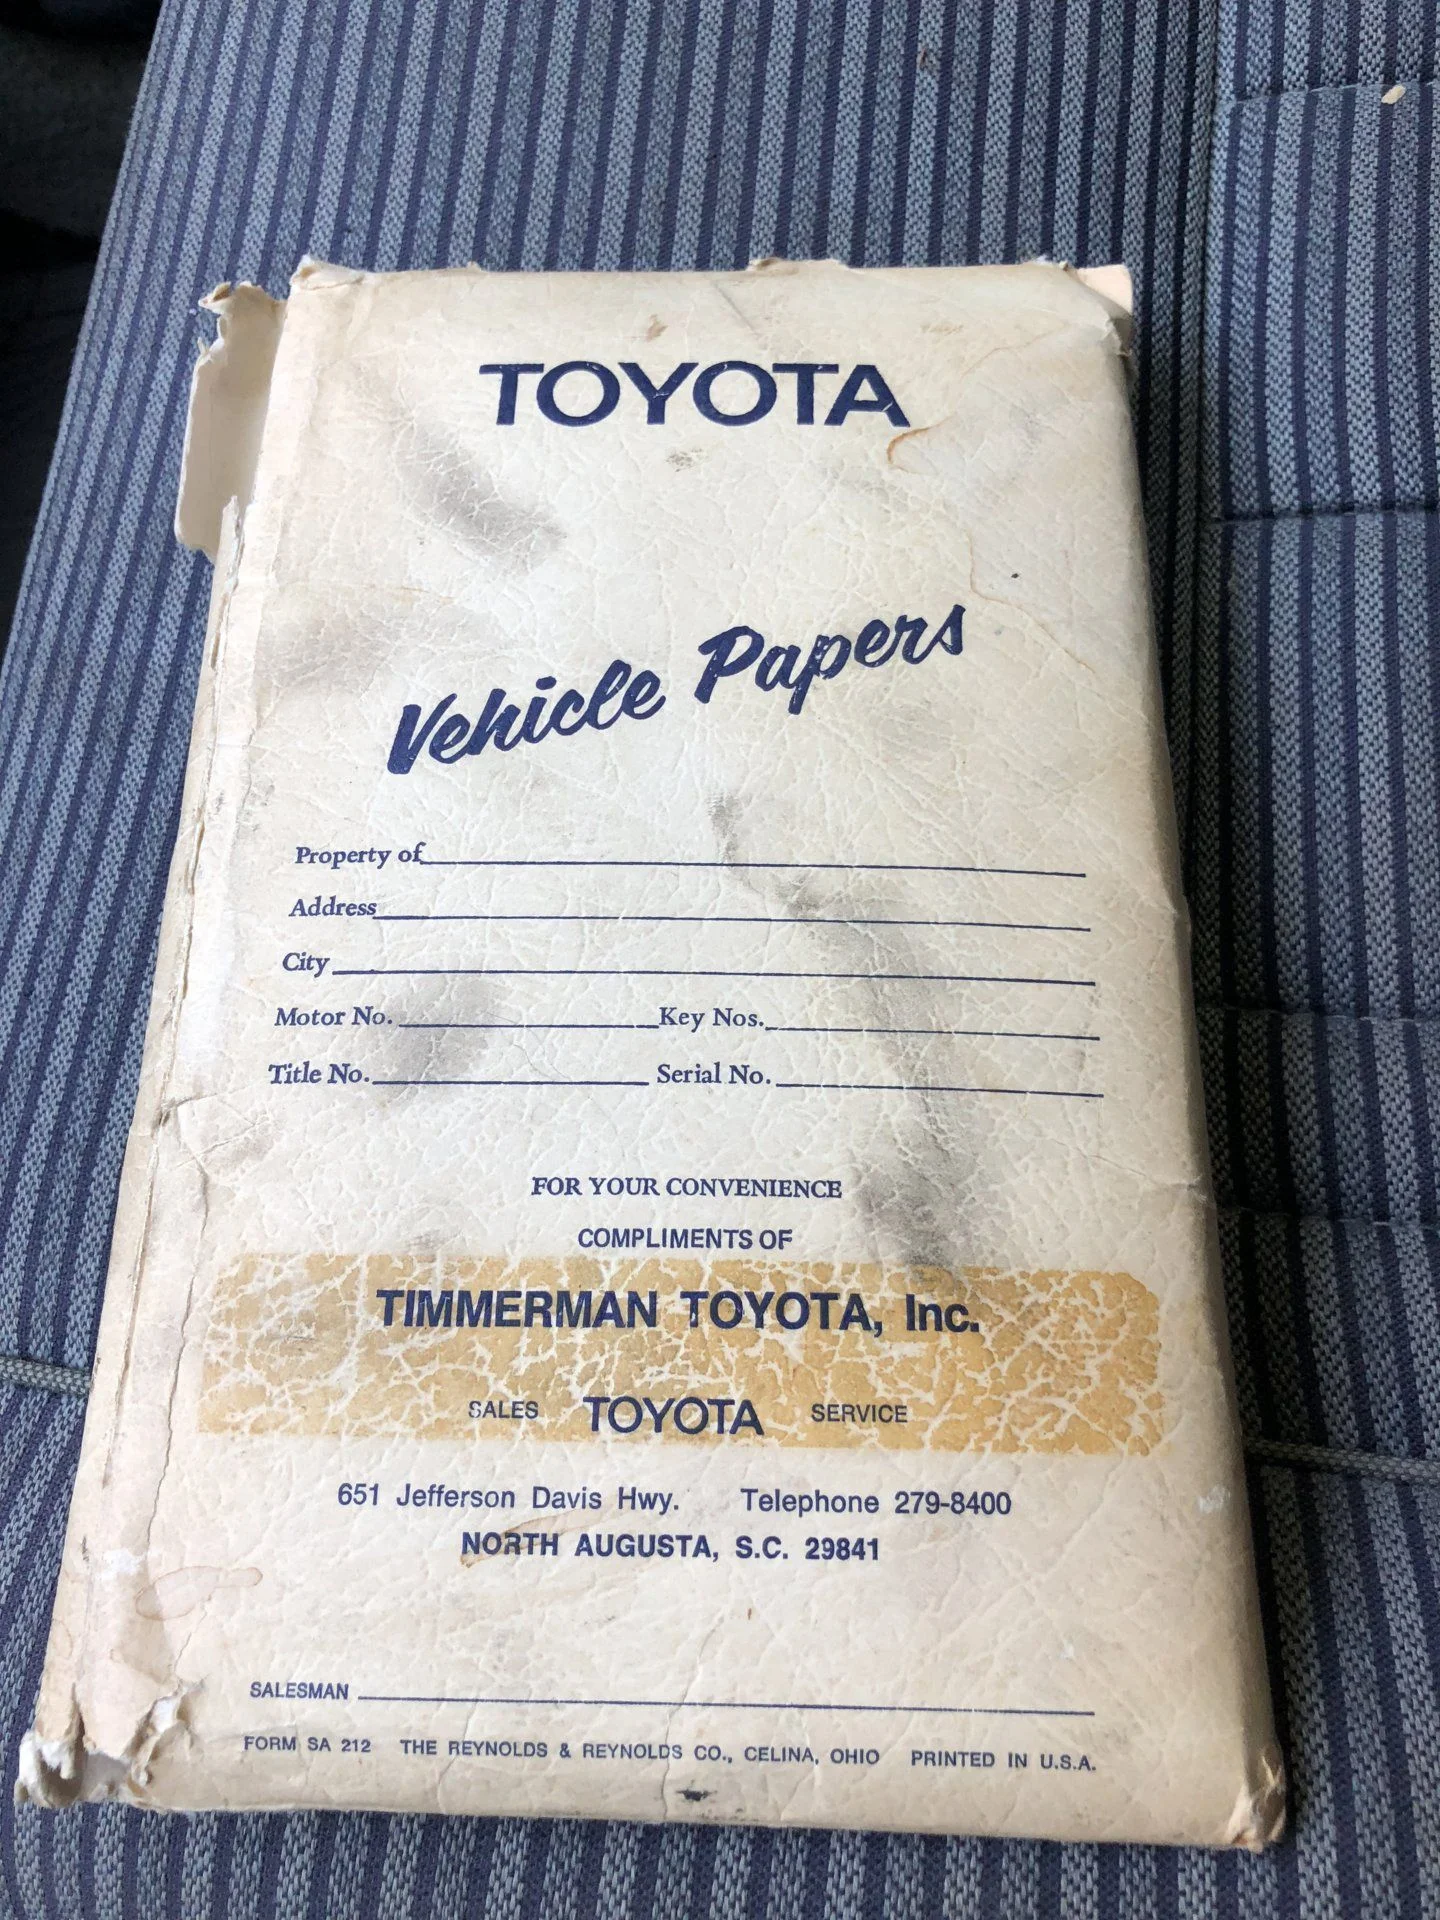 TOYOTA
Vehicle Papers
Property of
Address
City
Motor No. Key Nos.
Title No. Serial No.
FOR YOUR CONVENIENCE
COMPLIMENTS OF
TIMMERMAN TOYOTA, Inc.
SALES TOYOTA SERVICE
651 Jefferson Davis Hwy. Telephone 279-8400
NORTH AUGUSTA, S.C. 29841
SALESMAN
FORM SA 212 THE REYNOLDS & REYNOLDS CO., CELINA, OHIO PRINTED IN U.S.A.